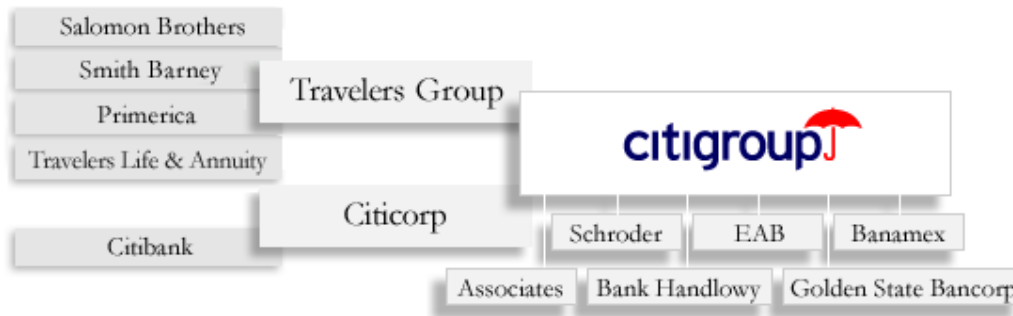 Salomon Brothers
Smith Barney
Primerica
Travelers Life & Annuity
Travelers Group
citigroup
Citicorp
Citibank
Schroder
EAB
Banamex
Associates
Bank Handlowy
Golden State Bancorp